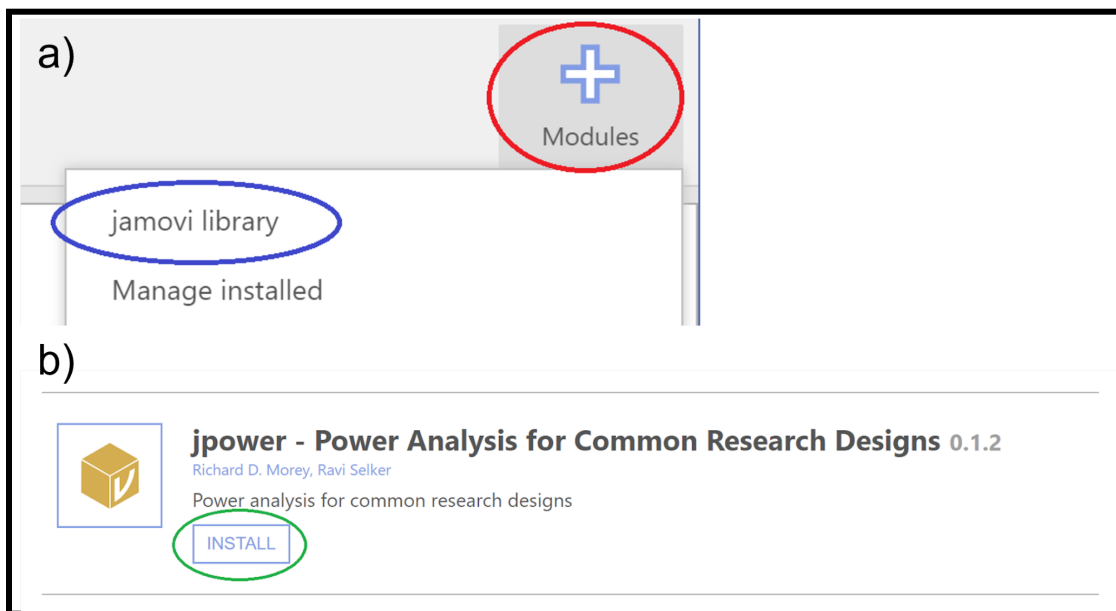 a)
Modules
jamovi library
Manage installed
b)
jpower - Power Analysis for Common Research Designs 0.1.2
Richard D. Morey, Ravi Selker
Power analysis for common research designs
INSTALL